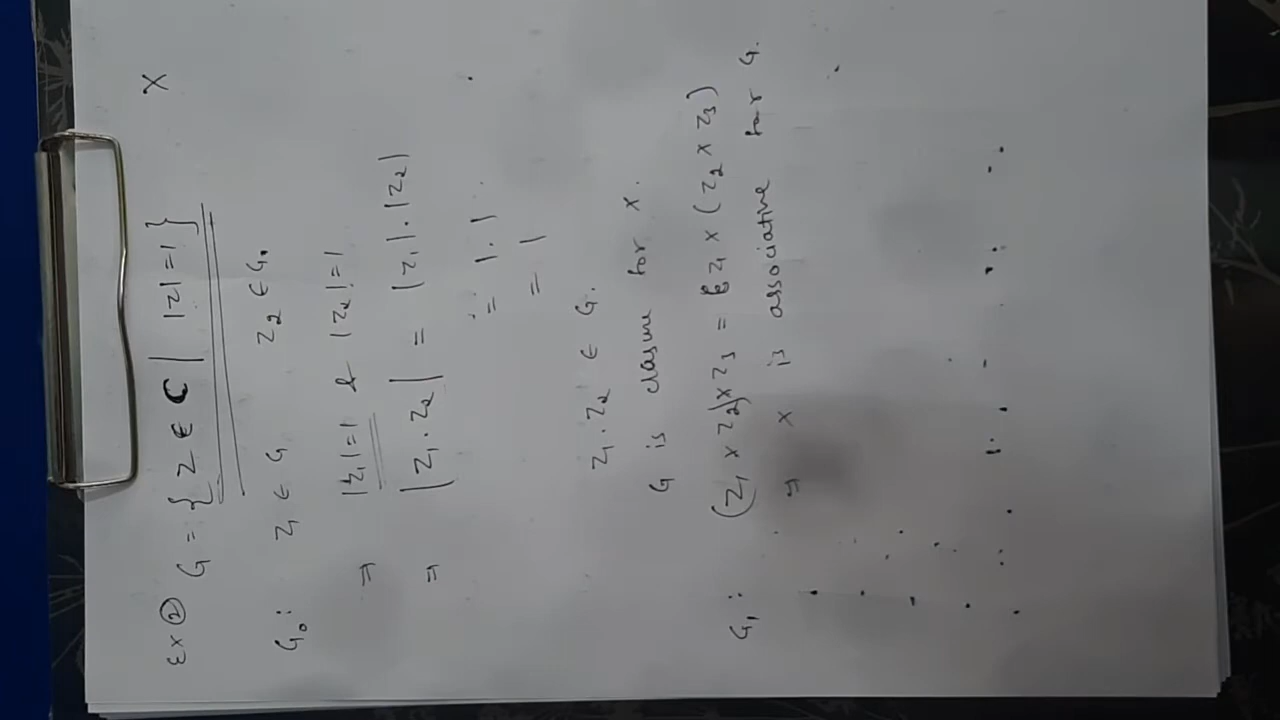 Ex ② G = { z ∈ C | |z|=1 } X
G₀: z₁ ∈ G z₂ ∈ G.
⇒ |z₁|=1 & |z₂|=1
⇒ |z₁·z₂| = |z₁|·|z₂|
= 1·1
= 1
z₁·z₂ ∈ G.
G is closure for x.
G₁: (z₁ x z₂) x z₃ = z₁ x (z₂ x z₃)
⇒ x is associative for G.